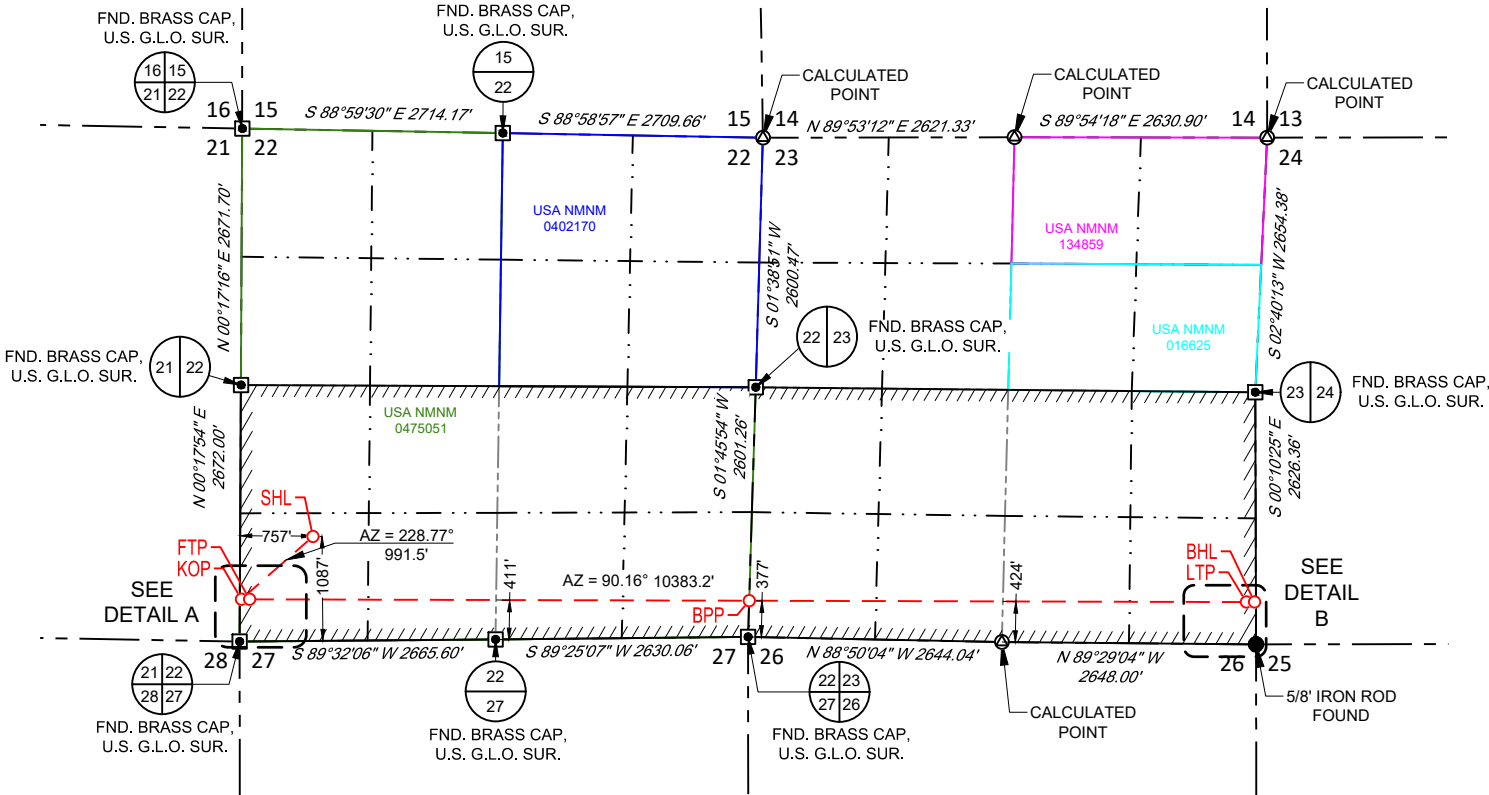 FND. BRASS CAP,
U.S. G.L.O. SUR.
16 15
21 22
FND. BRASS CAP,
U.S. G.L.O. SUR.
15
22
CALCULATED
POINT
CALCULATED
POINT
CALCULATED
POINT
16 15
21 22
S 88°59'30" E 2714.17'
S 88°58'57" E 2709.66'
15 14
22 23
N 89°53'12" E 2621.33'
S 89°54'18" E 2630.90'
14 13
24
N 00°17'16" E 2671.70'
USA NMNM
0402170
S 01°38'51" W
2600.47'
USA NMNM
134859
S 02°40'13" W 2654.38'
USA NMNM
016625
FND. BRASS CAP,
U.S. G.L.O. SUR.
21 22
22 23
FND. BRASS CAP,
U.S. G.L.O. SUR.
23 24
FND. BRASS CAP,
U.S. G.L.O. SUR.
N 00°17'54" E
2672.00'
USA NMNM
0475051
S 01°45'54" W
2601.26'
S 00°10'25" E
2626.36'
SHL
757'
AZ = 228.77°
991.5'
1087'
FTP
KOP
SEE
DETAIL A
411'
AZ = 90.16° 10383.2'
377'
BPP
424'
BHL
LTP
SEE
DETAIL
B
28 27
S 89°32'06" W 2665.60'
S 89°25'07" W 2630.06'
27 26
N 88°50'04" W 2644.04'
N 89°29'04" W
2648.00'
26 25
21 22
28 27
FND. BRASS CAP,
U.S. G.L.O. SUR.
22
27
FND. BRASS CAP,
U.S. G.L.O. SUR.
22 23
27 26
FND. BRASS CAP,
U.S. G.L.O. SUR.
CALCULATED
POINT
5/8' IRON ROD
FOUND